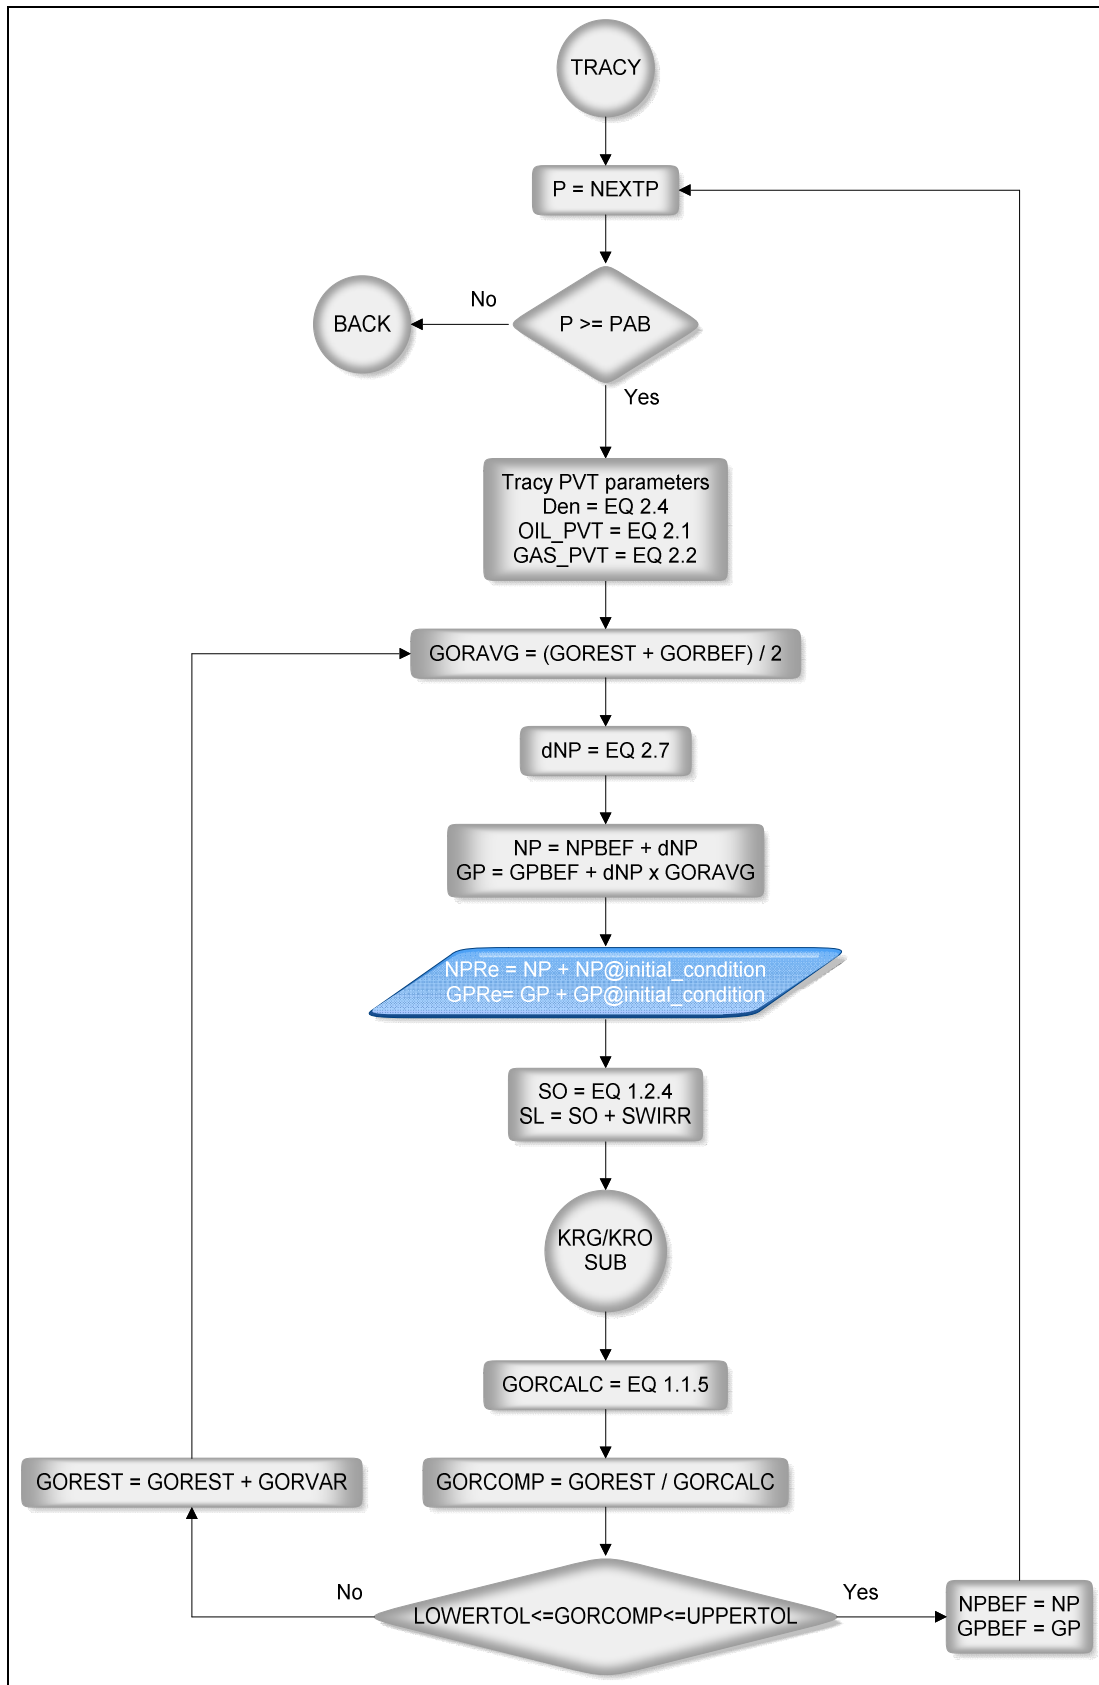 TRACY
P = NEXTP
P >= PAB
No
BACK
Yes
Tracy PVT parameters
Den = EQ 2.4
OIL_PVT = EQ 2.1
GAS_PVT = EQ 2.2
GORAVG = (GOREST + GORBEF) / 2
dNP = EQ 2.7
NP = NPBEF + dNP
GP = GPBEF + dNP x GORAVG
NPRe = NP + NP@initial_condition
GPRe= GP + GP@initial_condition
SO = EQ 1.2.4
SL = SO + SWIRR
KRG/KRO
SUB
GORCALC = EQ 1.1.5
GORCOMP = GOREST / GORCALC
GOREST = GOREST + GORVAR
LOWERTOL<=GORCOMP<=UPPERTOL
No
Yes
NPBEF = NP
GPBEF = GP